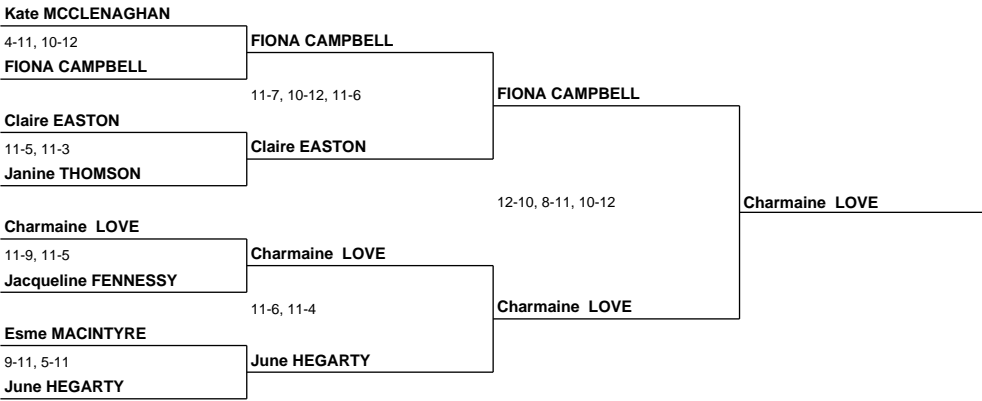 Kate MCCLENAGHAN
4-11, 10-12
FIONA CAMPBELL
FIONA CAMPBELL
11-7, 10-12, 11-6
FIONA CAMPBELL
Claire EASTON
11-5, 11-3
Claire EASTON
Janine THOMSON
12-10, 8-11, 10-12
Charmaine LOVE
Charmaine LOVE
11-9, 11-5
Charmaine LOVE
Jacqueline FENNESSY
11-6, 11-4
Charmaine LOVE
Esme MACINTYRE
9-11, 5-11
June HEGARTY
June HEGARTY